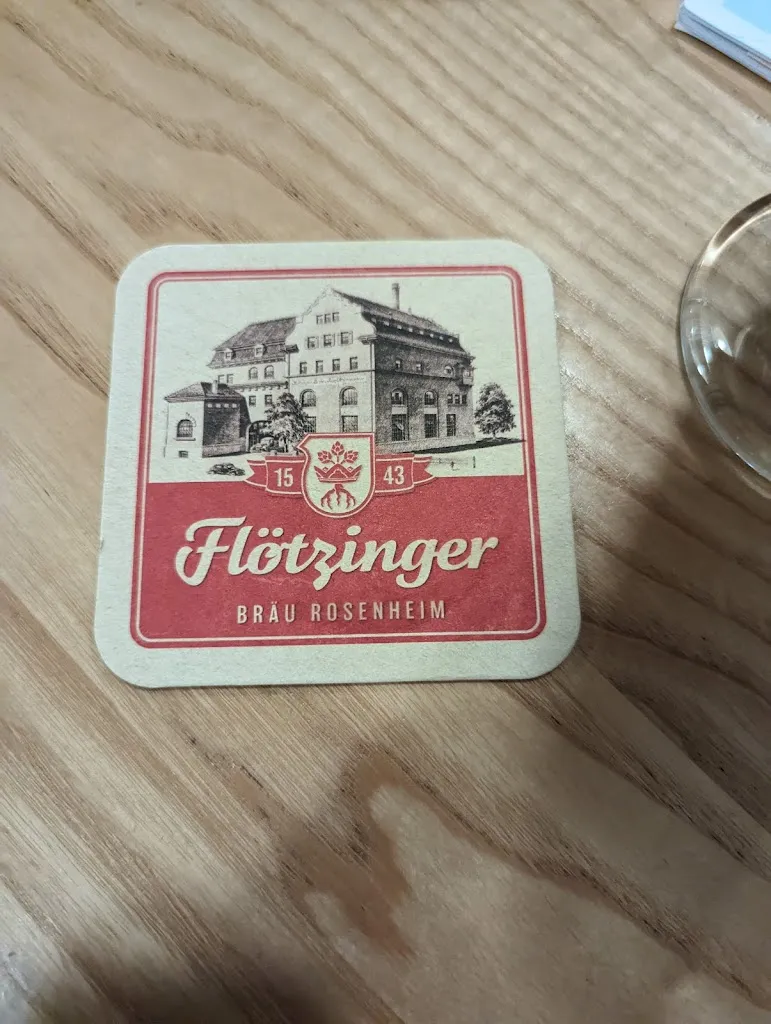 15 43
Flötzinger
BRÄU ROSENHEIM